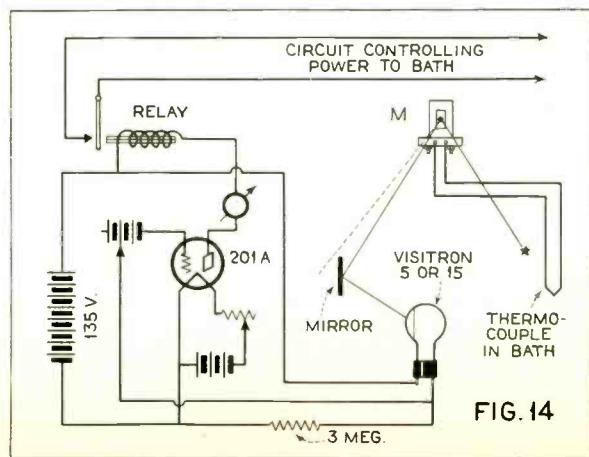 CIRCUIT CONTROLLING
POWER TO BATH
RELAY
M
201A
135 V.
VISITRON
5 OR 15
MIRROR
THERMO-
COUPLE
IN BATH
3 MEG.
FIG. 14